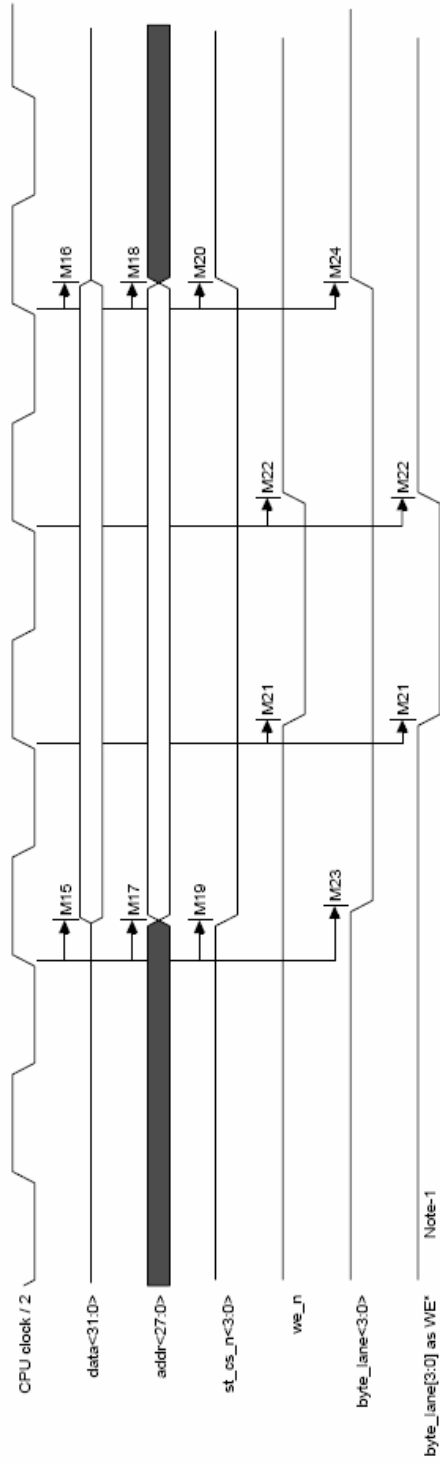 CPU clock / 2
M15
M16
data<31:0>
M17
M18
addr<27:0>
M19
M20
st_cs_n<3:0>
M21
M22
we_n
M23
M24
byte_lane<3:0>
M21
M22
byte_lane[3:0] as WE*
Note-1